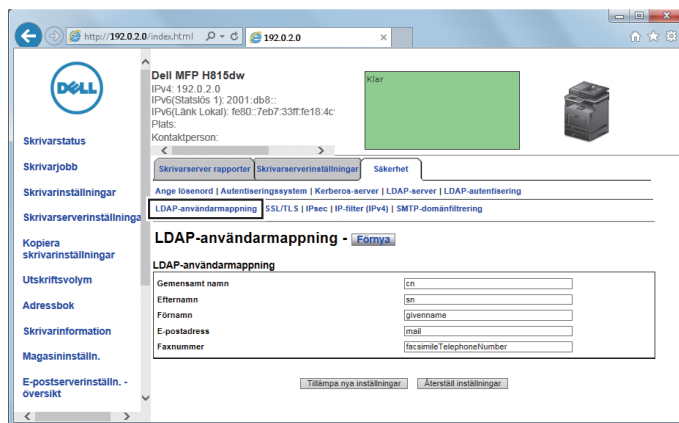 http://192.0.2.0/index.html
192.0.2.0
DELL
Dell MFP H815dw
IPv4: 192.0.2.0
IPv6(Statslös 1): 2001:db8::
IPv6(Länk Lokal): fe80::7eb7:33ff:fe18:4c
Plats:
Kontaktperson:
Klar
Skrivarstatus
Skrivarjobb
Skrivarinställningar
Skrivarserverinställninga
Kopiera
skrivarinställningar
Utskriftsvolym
Adressbok
Skrivarinformation
Magasininställn.
E-postserverinställn. -
översikt
Skrivarserver rapporter Skrivarserverinställningar Säkerhet
Ange lösenord | Autentiseringssystem | Kerberos-server | LDAP-server | LDAP-autentisering
LDAP-användarmappning SSL/TLS | IPsec | IP-filter (IPv4) | SMTP-domänfiltrering
LDAP-användarmappning - Förnya
LDAP-användarmappning
Gemensamt namn cn
Efternamn sn
Förnamn givenname
E-postadress mail
Faxnummer facsimileTelephoneNumber
Tillämpa nya inställningar Återställ inställningar